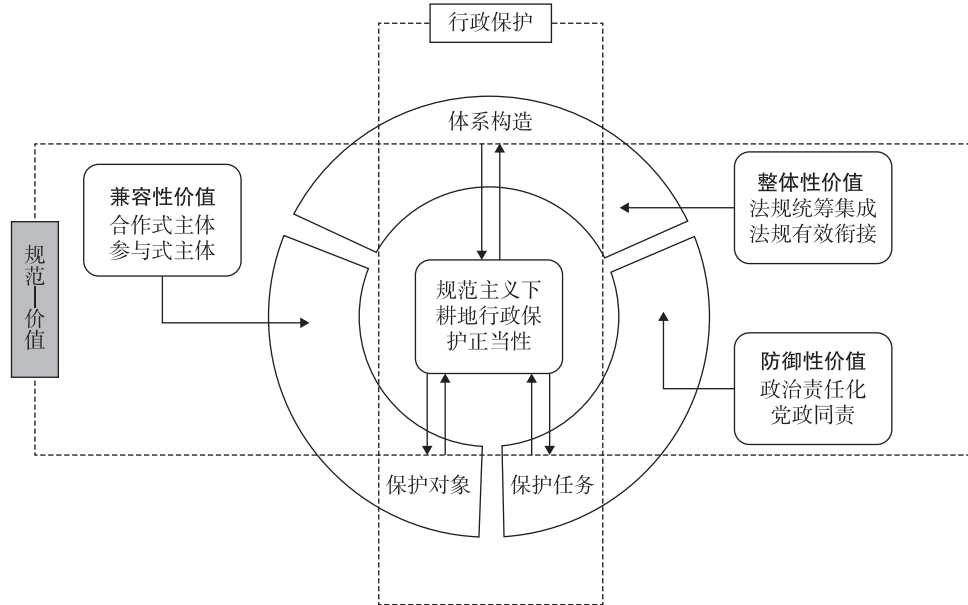 行政保护
体系构造
兼容性价值
合作式主体
参与式主体
整体性价值
法规统筹集成
法规有效衔接
规范—价值
规范主义下
耕地行政保
护正当性
防御性价值
政治责任化
党政同责
保护对象
保护任务